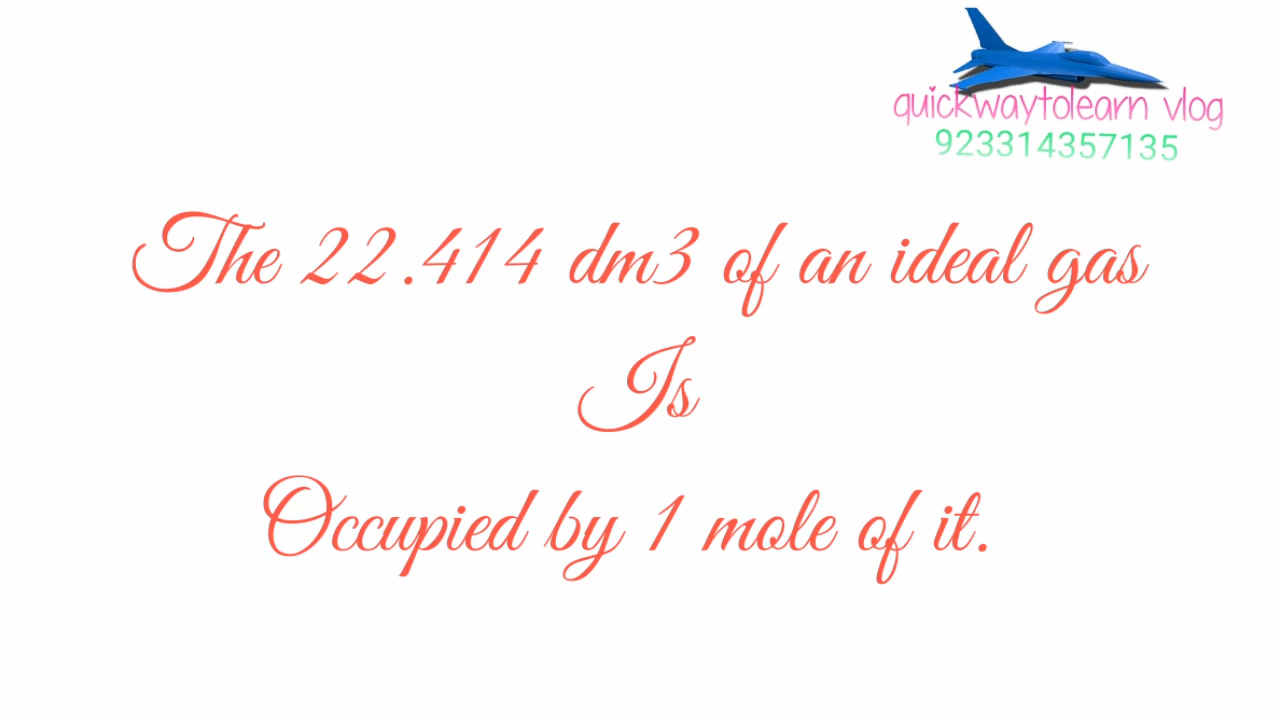 quickwaytolearn vlog
923314357135
The 22.414 dm3 of an ideal gas
Is
Occupied by 1 mole of it.